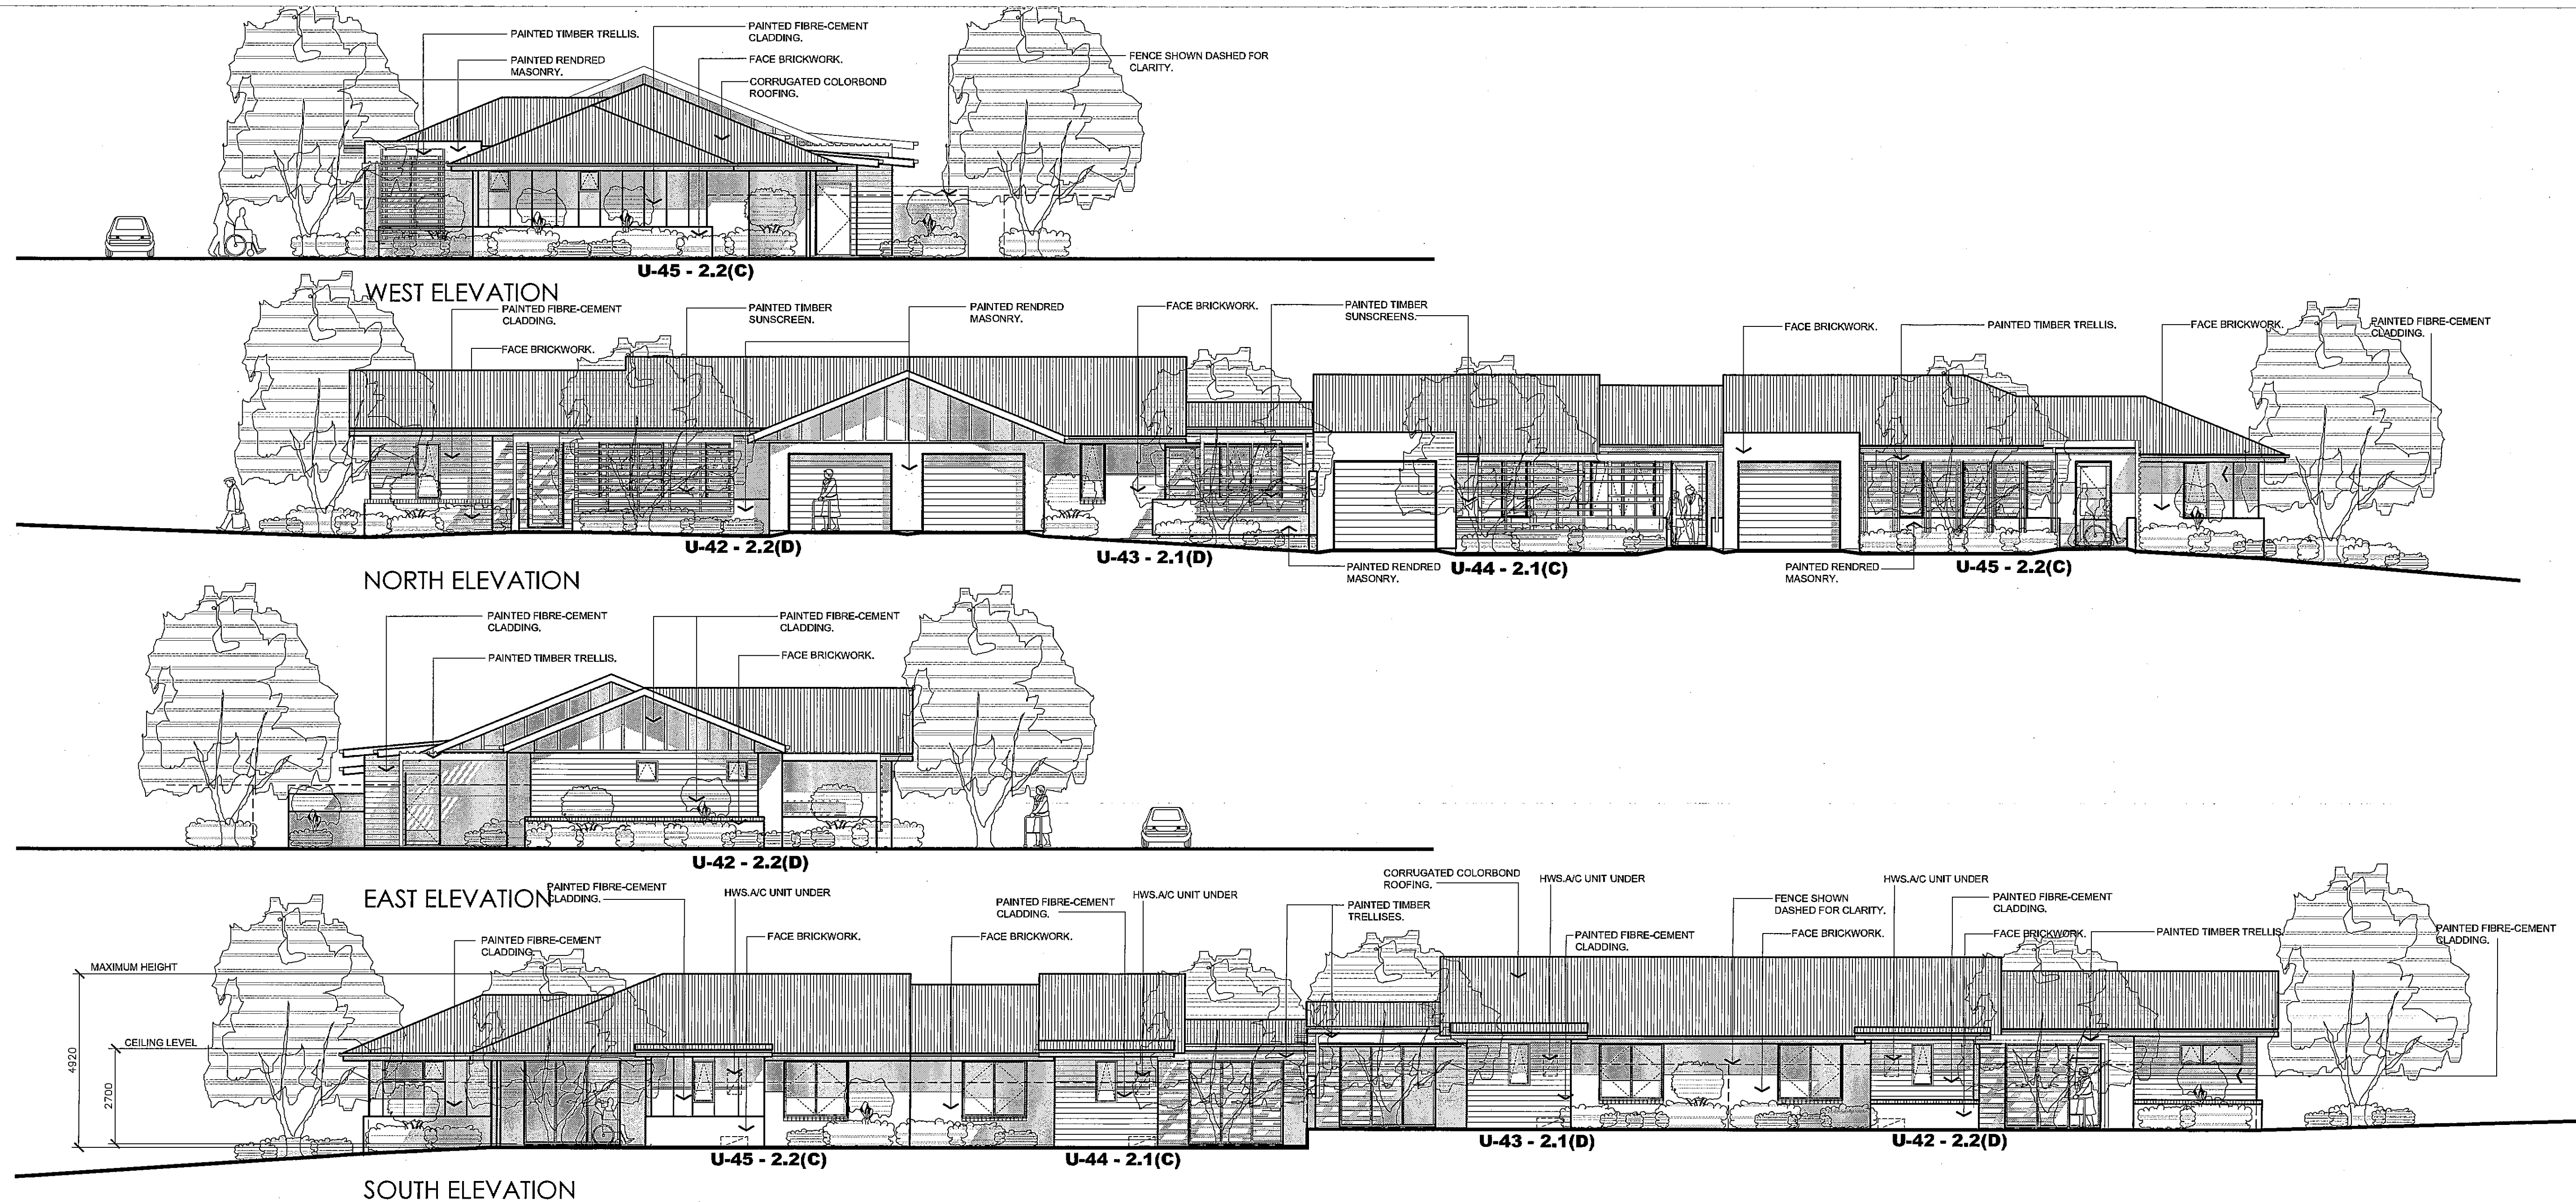 PAINTED TIMBER TRELLIS.
PAINTED RENDRED
MASONRY.
PAINTED FIBRE-CEMENT
CLADDING.
FACE BRICKWORK.
CORRUGATED COLORBOND
ROOFING.
FENCE SHOWN DASHED FOR
CLARITY.
U-45 - 2.2(C)
WEST ELEVATION
PAINTED FIBRE-CEMENT
CLADDING.
FACE BRICKWORK.
PAINTED TIMBER
SUNSCREEN.
PAINTED RENDRED
MASONRY.
FACE BRICKWORK.
PAINTED TIMBER
SUNSCREENS.
FACE BRICKWORK.
PAINTED TIMBER TRELLIS.
FACE BRICKWORK.
PAINTED FIBRE-CEMENT
CLADDING.
U-42 - 2.2(D)
U-43 - 2.1(D)
PAINTED RENDRED
MASONRY.
U-44 - 2.1(C)
PAINTED RENDRED
MASONRY.
U-45 - 2.2(C)
NORTH ELEVATION
PAINTED FIBRE-CEMENT
CLADDING.
PAINTED TIMBER TRELLIS.
PAINTED FIBRE-CEMENT
CLADDING.
FACE BRICKWORK.
U-42 - 2.2(D)
EAST ELEVATION
PAINTED FIBRE-CEMENT
CLADDING.
HWS.A/C UNIT UNDER
PAINTED FIBRE-CEMENT
CLADDING.
HWS.A/C UNIT UNDER
CORRUGATED COLORBOND
ROOFING.
PAINTED TIMBER
TRELLISES.
HWS.A/C UNIT UNDER
FENCE SHOWN
DASHED FOR CLARITY.
HWS.A/C UNIT UNDER
PAINTED FIBRE-CEMENT
CLADDING.
PAINTED FIBRE-CEMENT
CLADDING.
FACE BRICKWORK.
FACE BRICKWORK.
PAINTED FIBRE-CEMENT
CLADDING.
FACE BRICKWORK.
FACE BRICKWORK.
PAINTED TIMBER TRELLIS.
PAINTED FIBRE-CEMENT
CLADDING.
MAXIMUM HEIGHT
CEILING LEVEL
4920
2700
U-45 - 2.2(C)
U-44 - 2.1(C)
U-43 - 2.1(D)
U-42 - 2.2(D)
SOUTH ELEVATION